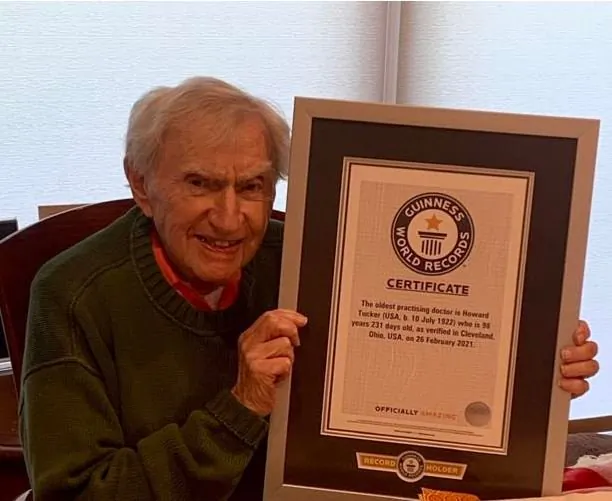 GUINNESS
WORLD RECORDS
CERTIFICATE
The oldest practising doctor is Howard
Tucker (USA, b. 10 July 1922) who is 98
years 231 days old, as verified in Cleveland,
Ohio, USA, on 26 February 2021.
OFFICIALLY AMAZING
RECORD HOLDER